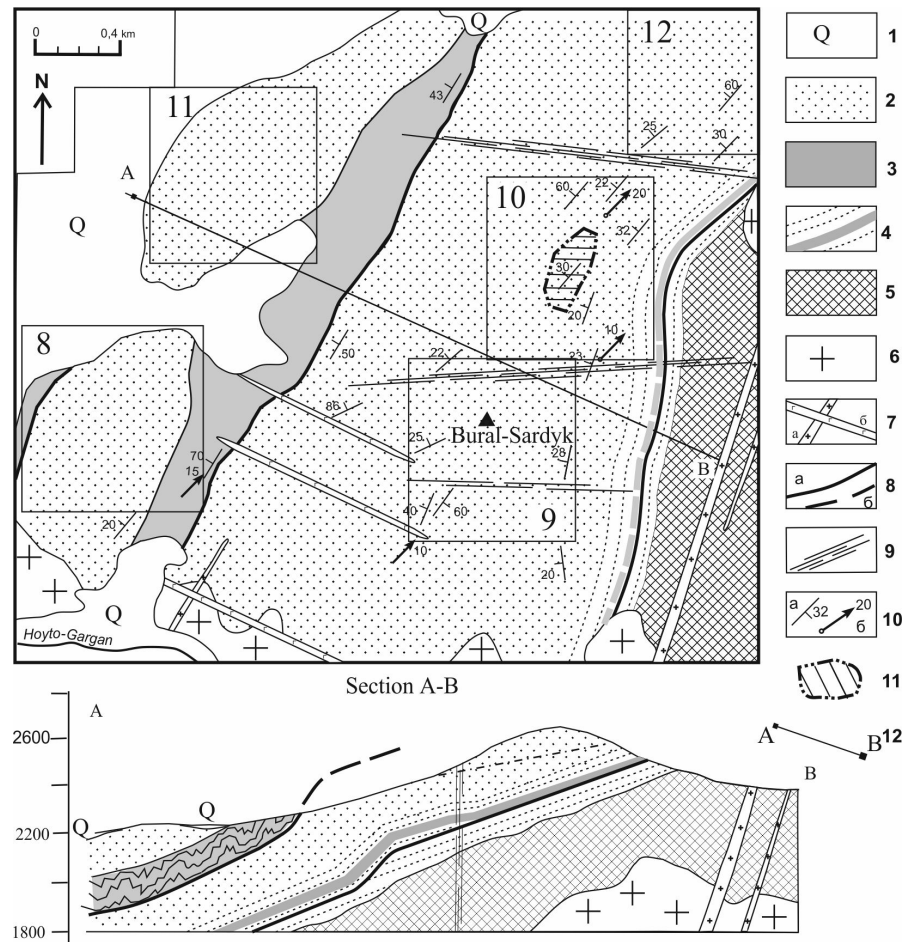 0 0,4 km
N
Q
12
60
25
30
43
11
A
Q
10
60
22
20
32
30
20
10
23
50
22
8
86
Bural-Sardyk
25
28
B
70
15
40
60
9
20
10
20
Q
Hoyto-Gargan
Q 1
2
3
4
5
6
а б 7
а б 8
9
а 32 20 б 10
11
A B 12
Section A-B
A
B
2600
2200
1800
Q
Q